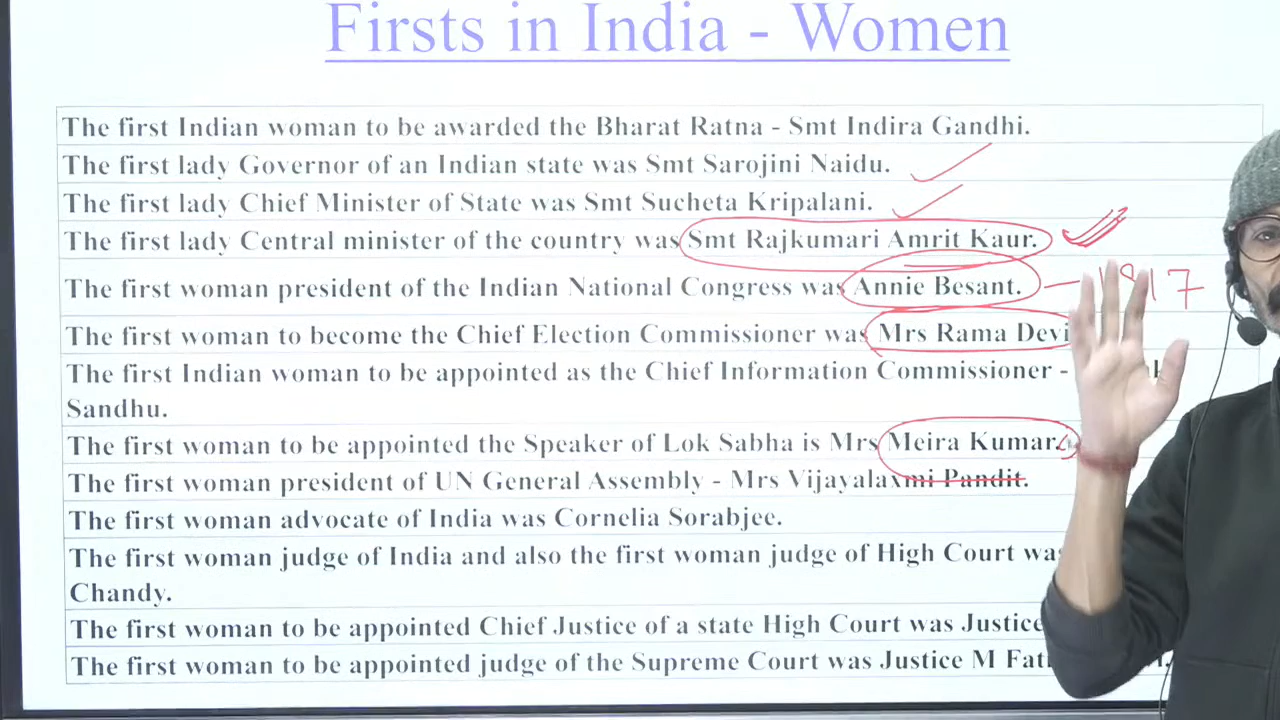 Firsts in India - Women
The first Indian woman to be awarded the Bharat Ratna - Smt Indira Gandhi.
The first lady Governor of an Indian state was Smt Sarojini Naidu.
The first lady Chief Minister of State was Smt Sucheta Kripalani.
The first lady Central minister of the country was Smt Rajkumari Amrit Kaur.
The first woman president of the Indian National Congress was Annie Besant. - 1917
The first woman to become the Chief Election Commissioner was Mrs Rama Devi
The first Indian woman to be appointed as the Chief Information Commissioner -
Sandhu.
The first woman to be appointed the Speaker of Lok Sabha is Mrs Meira Kumar.
The first woman president of UN General Assembly - Mrs Vijayalaxmi Pandit.
The first woman advocate of India was Cornelia Sorabjee.
The first woman judge of India and also the first woman judge of High Court was
Chandy.
The first woman to be appointed Chief Justice of a state High Court was Justice
The first woman to be appointed judge of the Supreme Court was Justice M